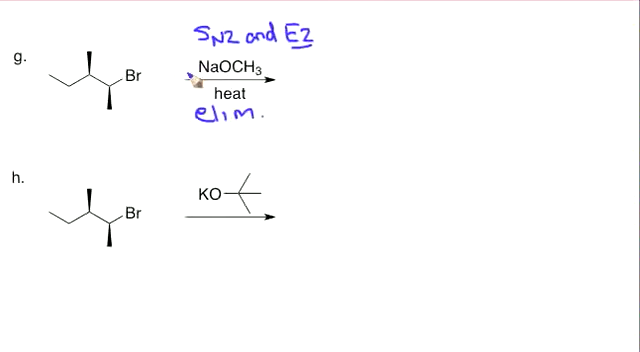 SN2 and E2
g.
Br
NaOCH3
heat
elim.
h.
Br
KO